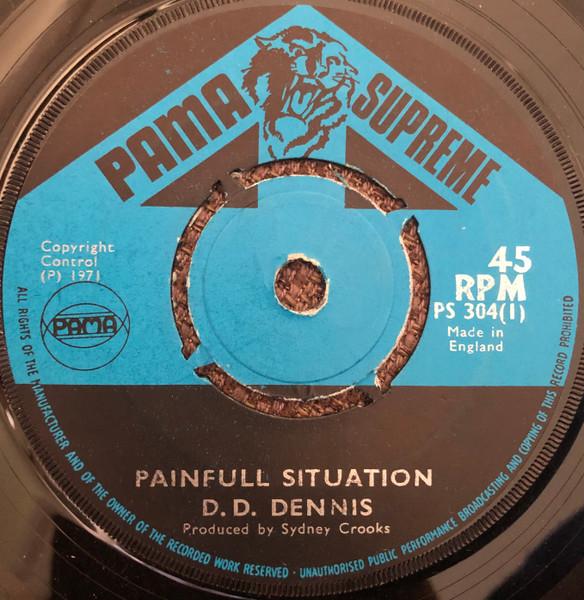 PAMA SUPREME
Copyright
Control
(P) 1971
PAMA
45
RPM
PS 304(1)
Made in
England
PAINFULL SITUATION
D. D. DENNIS
Produced by Sydney Crooks
ALL RIGHTS OF THE MANUFACTURER AND OF THE OWNER OF THE RECORDED WORK RESERVED · UNAUTHORISED PUBLIC PERFORMANCE BROADCASTING AND COPYING OF THIS RECORD PROHIBITED